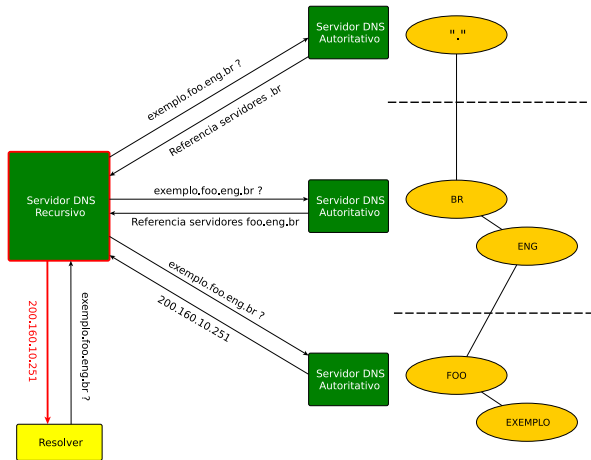 Servidor DNS
Autoritativo
"."
exemplo.foo.eng.br ?
Referencia servidores .br
Servidor DNS
Recursivo
exemplo.foo.eng.br ?
Referencia servidores foo.eng.br
Servidor DNS
Autoritativo
BR
ENG
exemplo.foo.eng.br ?
200.160.10.251
200.160.10.251
exemplo.foo.eng.br ?
Servidor DNS
Autoritativo
FOO
EXEMPLO
Resolver